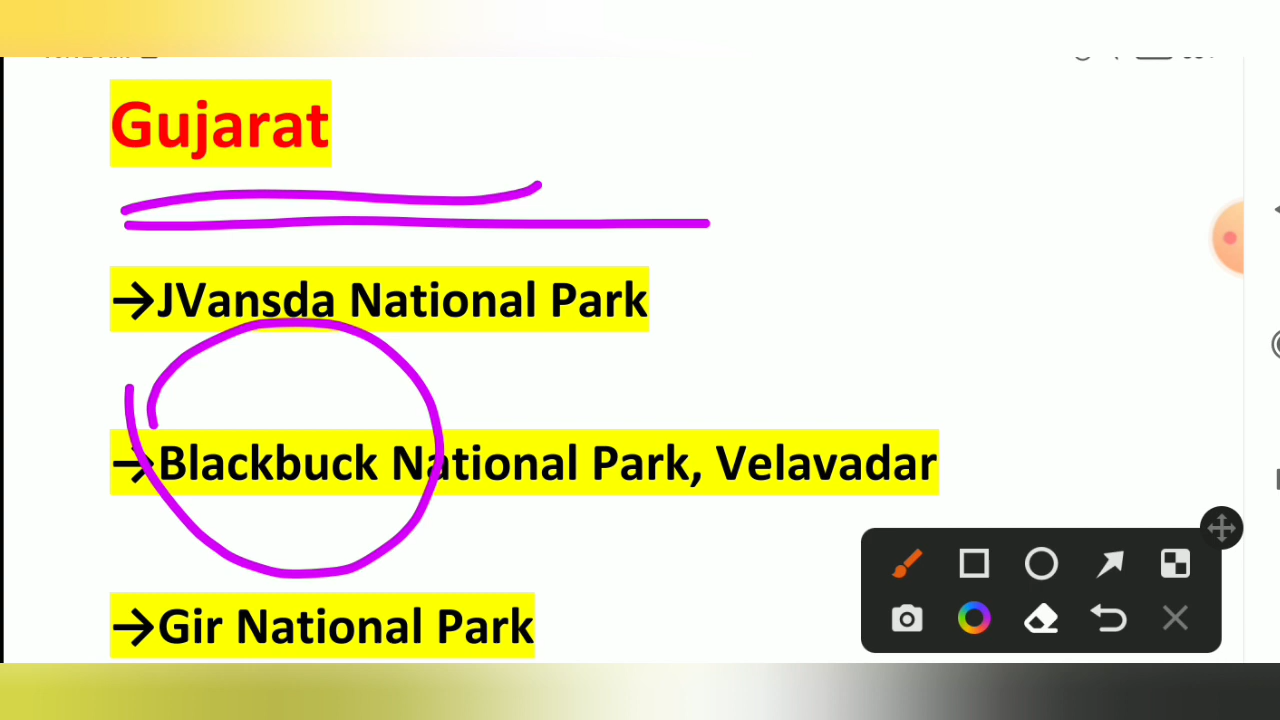 Gujarat
→JVansda National Park
→Blackbuck National Park, Velavadar
→Gir National Park